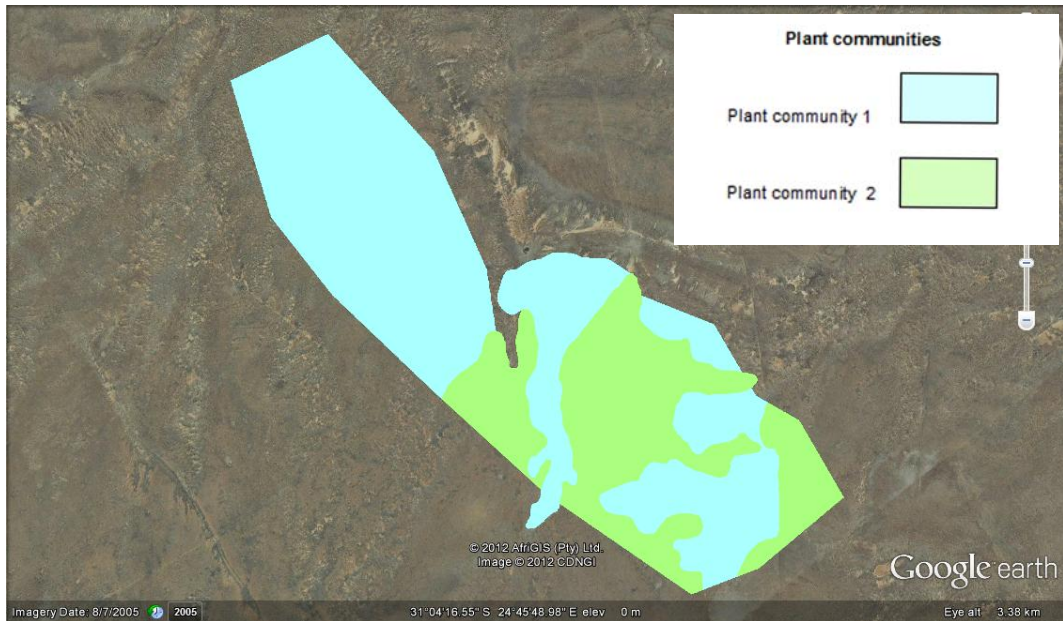 Plant communities
Plant community 1
Plant community 2
© 2012 AfriGIS (Pty) Ltd.
Image © 2012 CDNGI
Google earth
Imagery Date: 8/7/2005 2005 31°04'16.55" S 24°45'48.98" E elev 0 m Eye alt 3.38 km